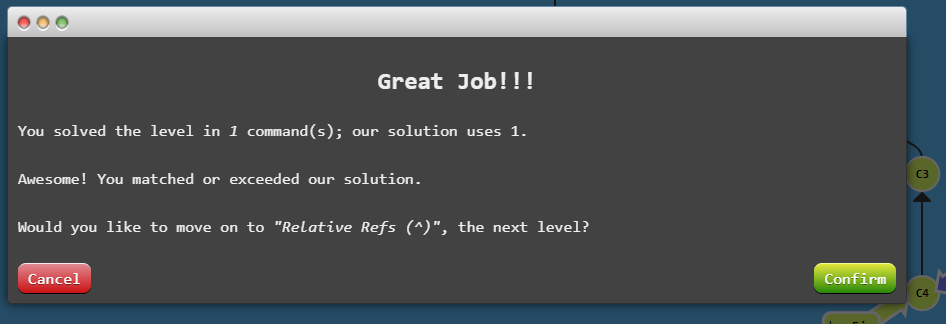 Great Job!!!
You solved the level in 1 command(s); our solution uses 1.
Awesome! You matched or exceeded our solution.
Would you like to move on to "Relative Refs (^)", the next level?
Cancel
Confirm
C3
C4